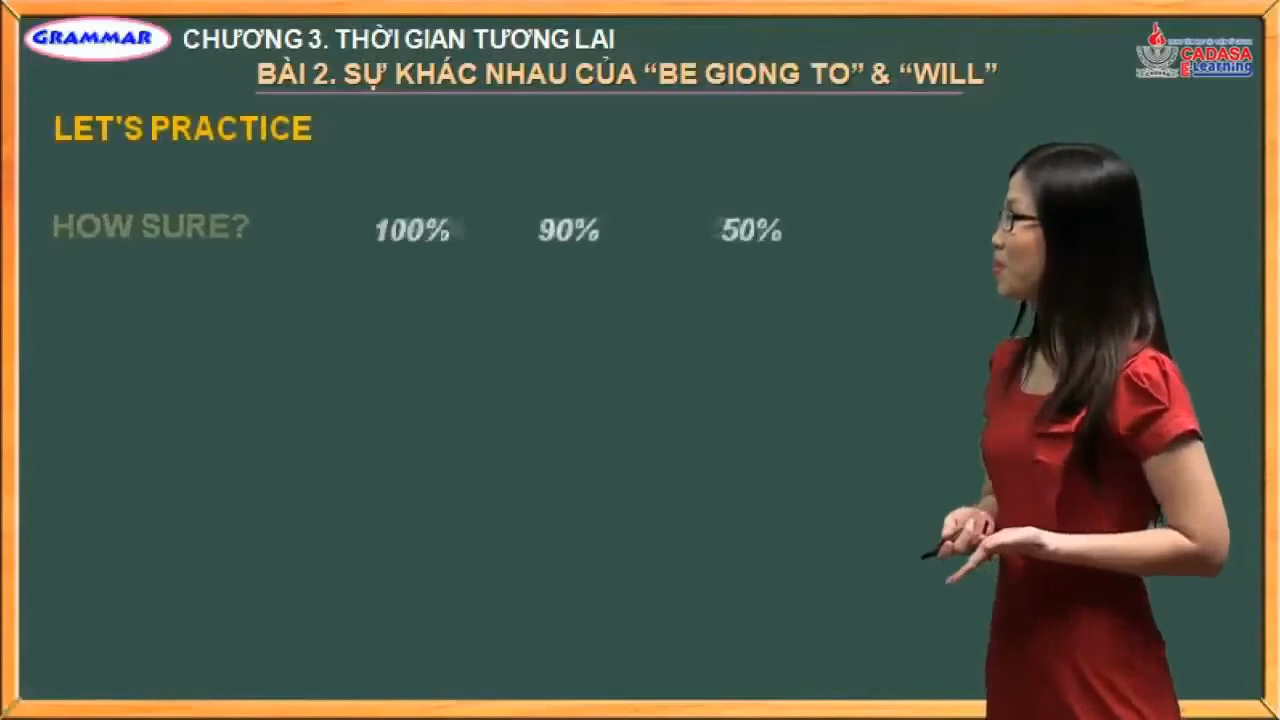 GRAMMAR CHƯƠNG 3. THỜI GIAN TƯƠNG LAI
BÀI 2. SỰ KHÁC NHAU CỦA “BE GIONG TO” & “WILL”
CADASA
E-Learning
LET'S PRACTICE
HOW SURE? 100% 90% 50%